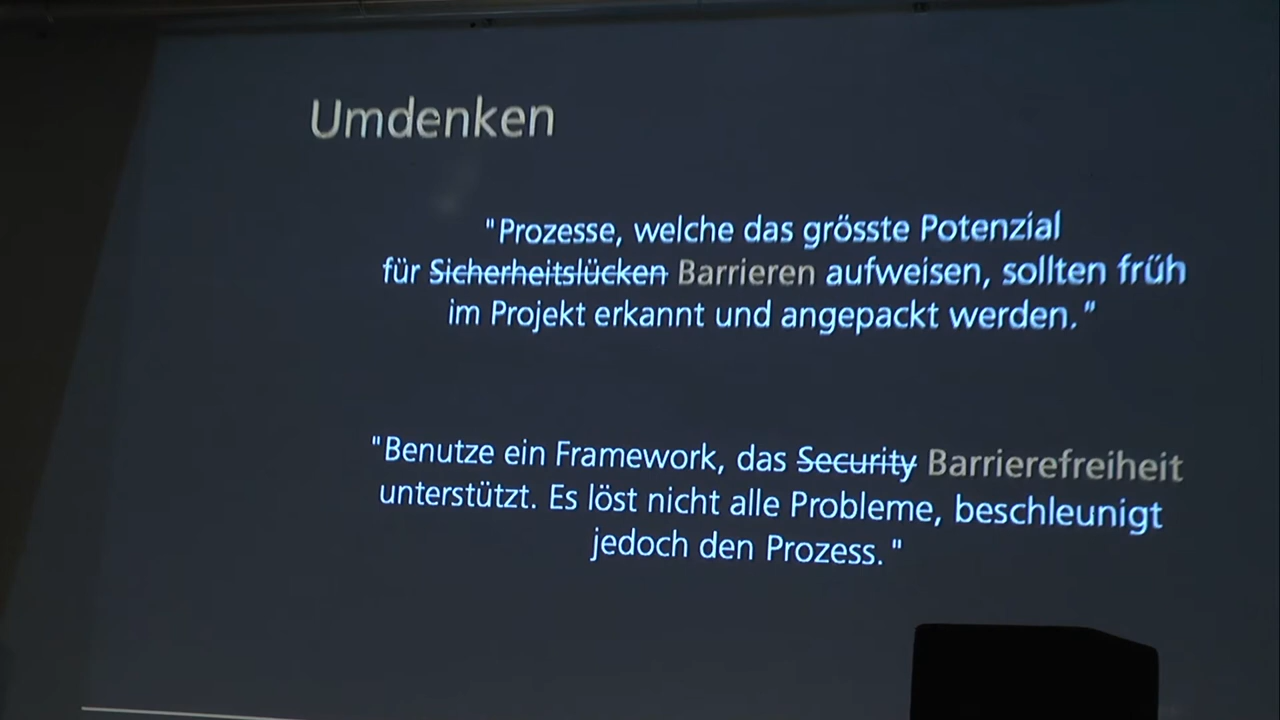 Umdenken
"Prozesse, welche das grösste Potenzial
für Sicherheitslücken Barrieren aufweisen, sollten früh
im Projekt erkannt und angepackt werden."
"Benutze ein Framework, das Security Barrierefreiheit
unterstützt. Es löst nicht alle Probleme, beschleunigt
jedoch den Prozess. "